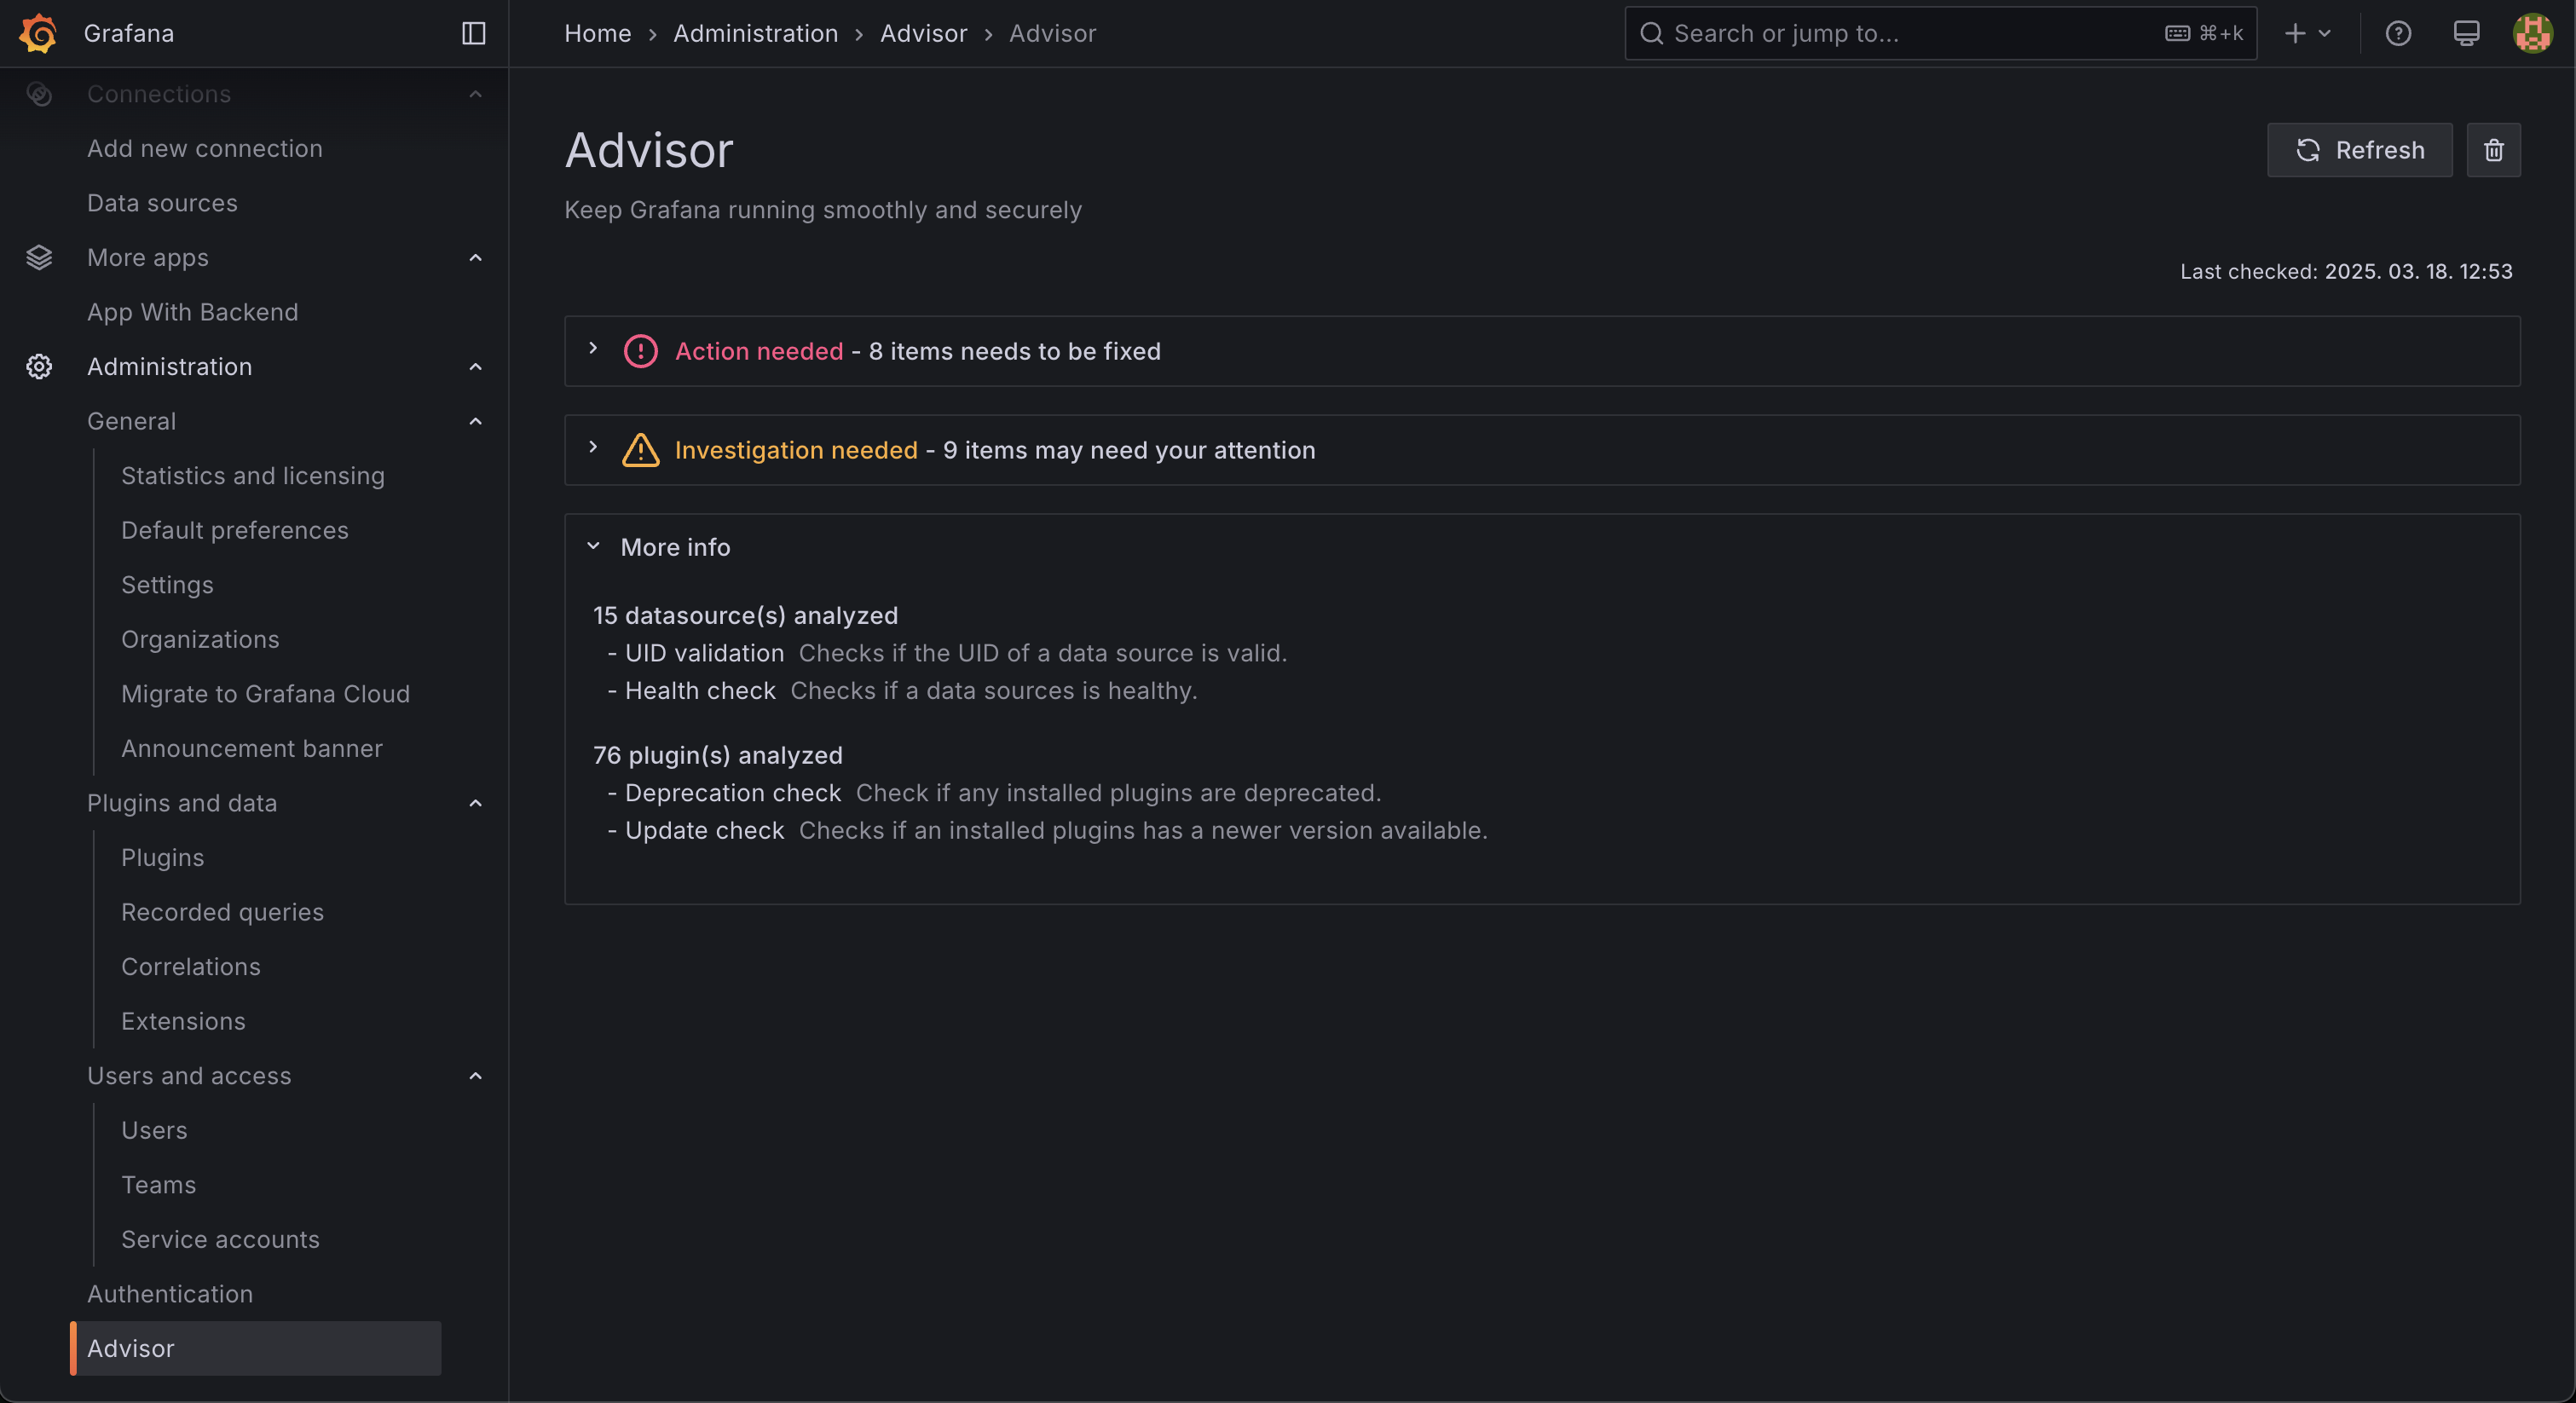 Grafana
Home › Administration › Advisor › Advisor
Search or jump to...
⌘+k
Connections
Add new connection
Data sources
More apps
App With Backend
Administration
General
Statistics and licensing
Default preferences
Settings
Organizations
Migrate to Grafana Cloud
Announcement banner
Plugins and data
Plugins
Recorded queries
Correlations
Extensions
Users and access
Users
Teams
Service accounts
Authentication
Advisor
Advisor
Refresh
Keep Grafana running smoothly and securely
Last checked: 2025. 03. 18. 12:53
Action needed - 8 items needs to be fixed
Investigation needed - 9 items may need your attention
More info
15 datasource(s) analyzed
- UID validation Checks if the UID of a data source is valid.
- Health check Checks if a data sources is healthy.
76 plugin(s) analyzed
- Deprecation check Check if any installed plugins are deprecated.
- Update check Checks if an installed plugins has a newer version available.